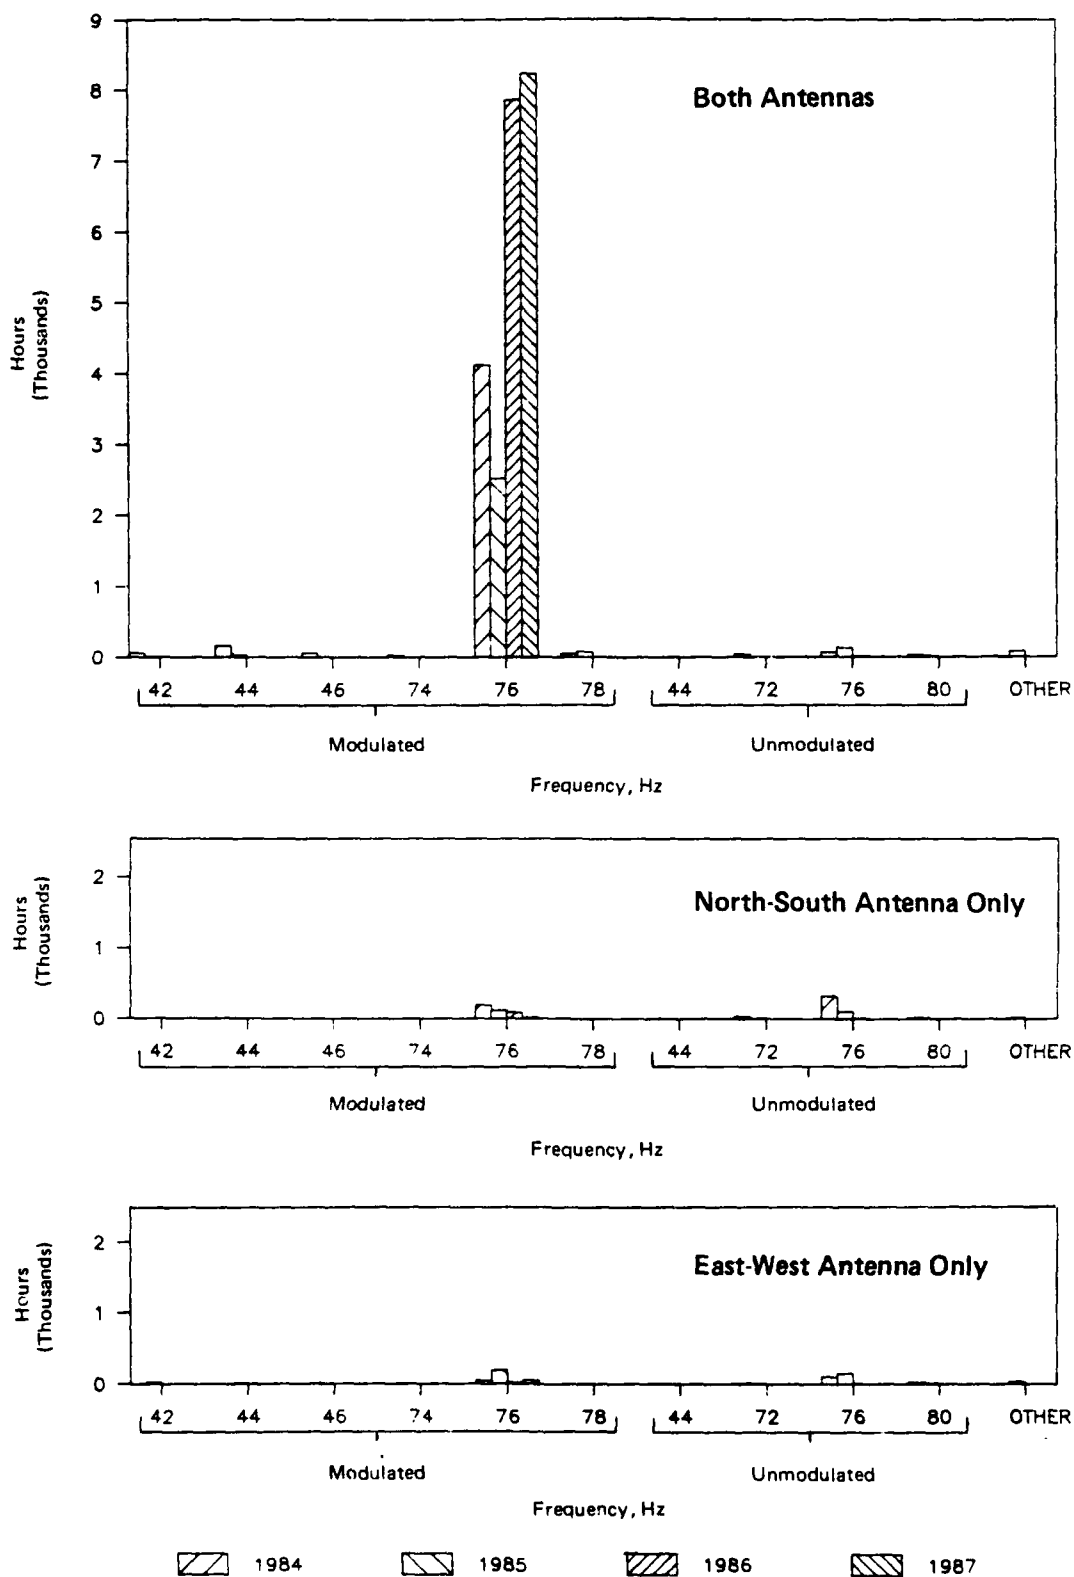 9
Both Antennas
8
7
6
5
4
3
2
1
0
Hours
(Thousands)
42 44 46 74 76 78 44 72 76 80 OTHER
Modulated Unmodulated
Frequency, Hz
2
North-South Antenna Only
1
0
Hours
(Thousands)
42 44 46 74 76 78 44 72 76 80 OTHER
Modulated Unmodulated
Frequency, Hz
2
East-West Antenna Only
1
0
Hours
(Thousands)
42 44 46 74 76 78 44 72 76 80 OTHER
Modulated Unmodulated
Frequency, Hz
1984 1985 1986 1987